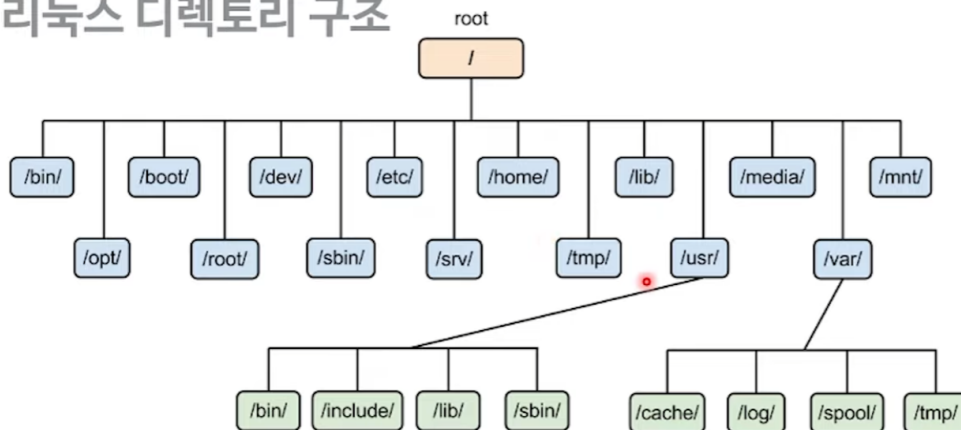 리눅스 디렉토리 구조
root
/
/bin/ /boot/ /dev/ /etc/ /home/ /lib/ /media/ /mnt/
/opt/ /root/ /sbin/ /srv/ /tmp/ /usr/ /var/
/bin/ /include/ /lib/ /sbin/ /cache/ /log/ /spool/ /tmp/